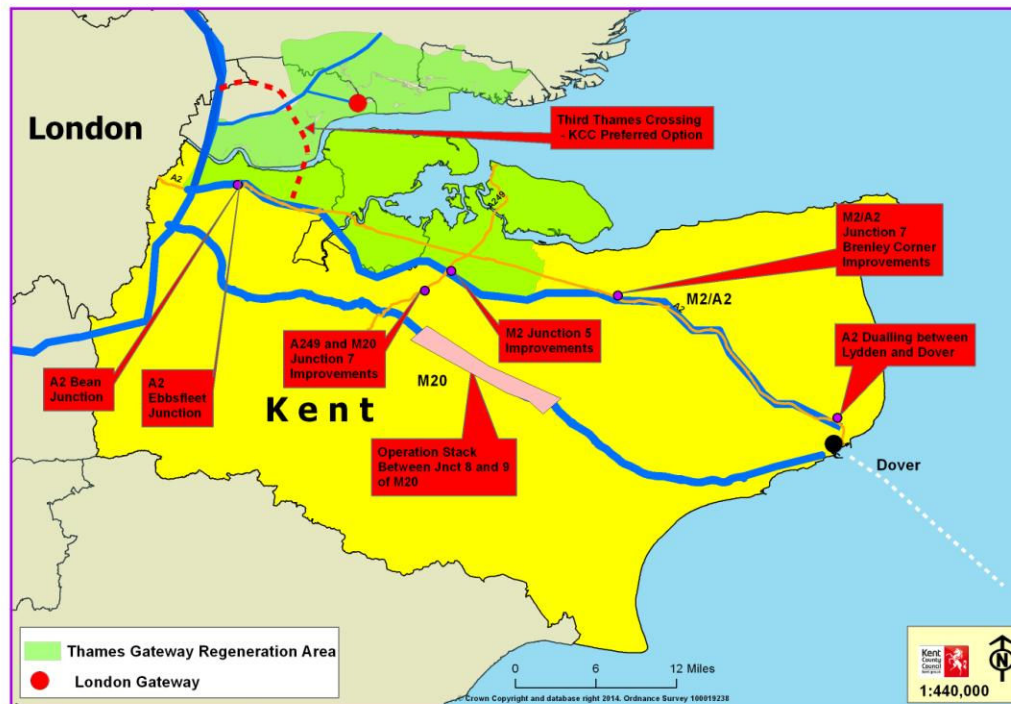 London
Third Thames Crossing
- KCC Preferred Option
A2
A249
M2/A2
Junction 7
Brenley Corner
Improvements
M2/A2
A2
A2 Bean
Junction
A2
Ebbsfleet
Junction
A249 and M20
Junction 7
Improvements
M2 Junction 5
Improvements
A2 Dualling between
Lydden and Dover
M20
Kent
Operation Stack
Between Jnct 8 and 9
of M20
Dover
Thames Gateway Regeneration Area
London Gateway
0 6 12 Miles
© Crown Copyright and database right 2014. Ordnance Survey 100019238
Kent
County
Council
N
1:440,000